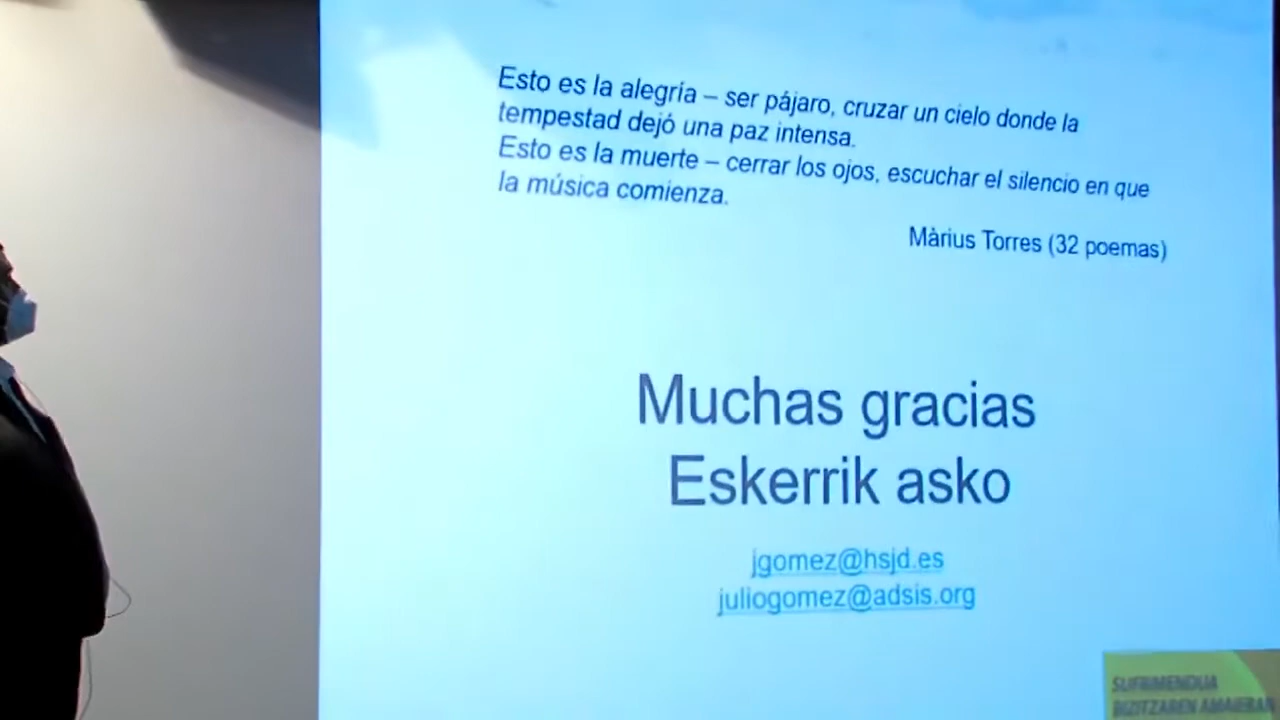 Esto es la alegría – ser pájaro, cruzar un cielo donde la
tempestad dejó una paz intensa.
Esto es la muerte – cerrar los ojos, escuchar el silencio en que
la música comienza.
Màrius Torres (32 poemas)
Muchas gracias
Eskerrik asko
jgomez@hsjd.es
juliogomez@adsis.org
SUFRIMENDUA
BIZITZAREN AMAIERAN